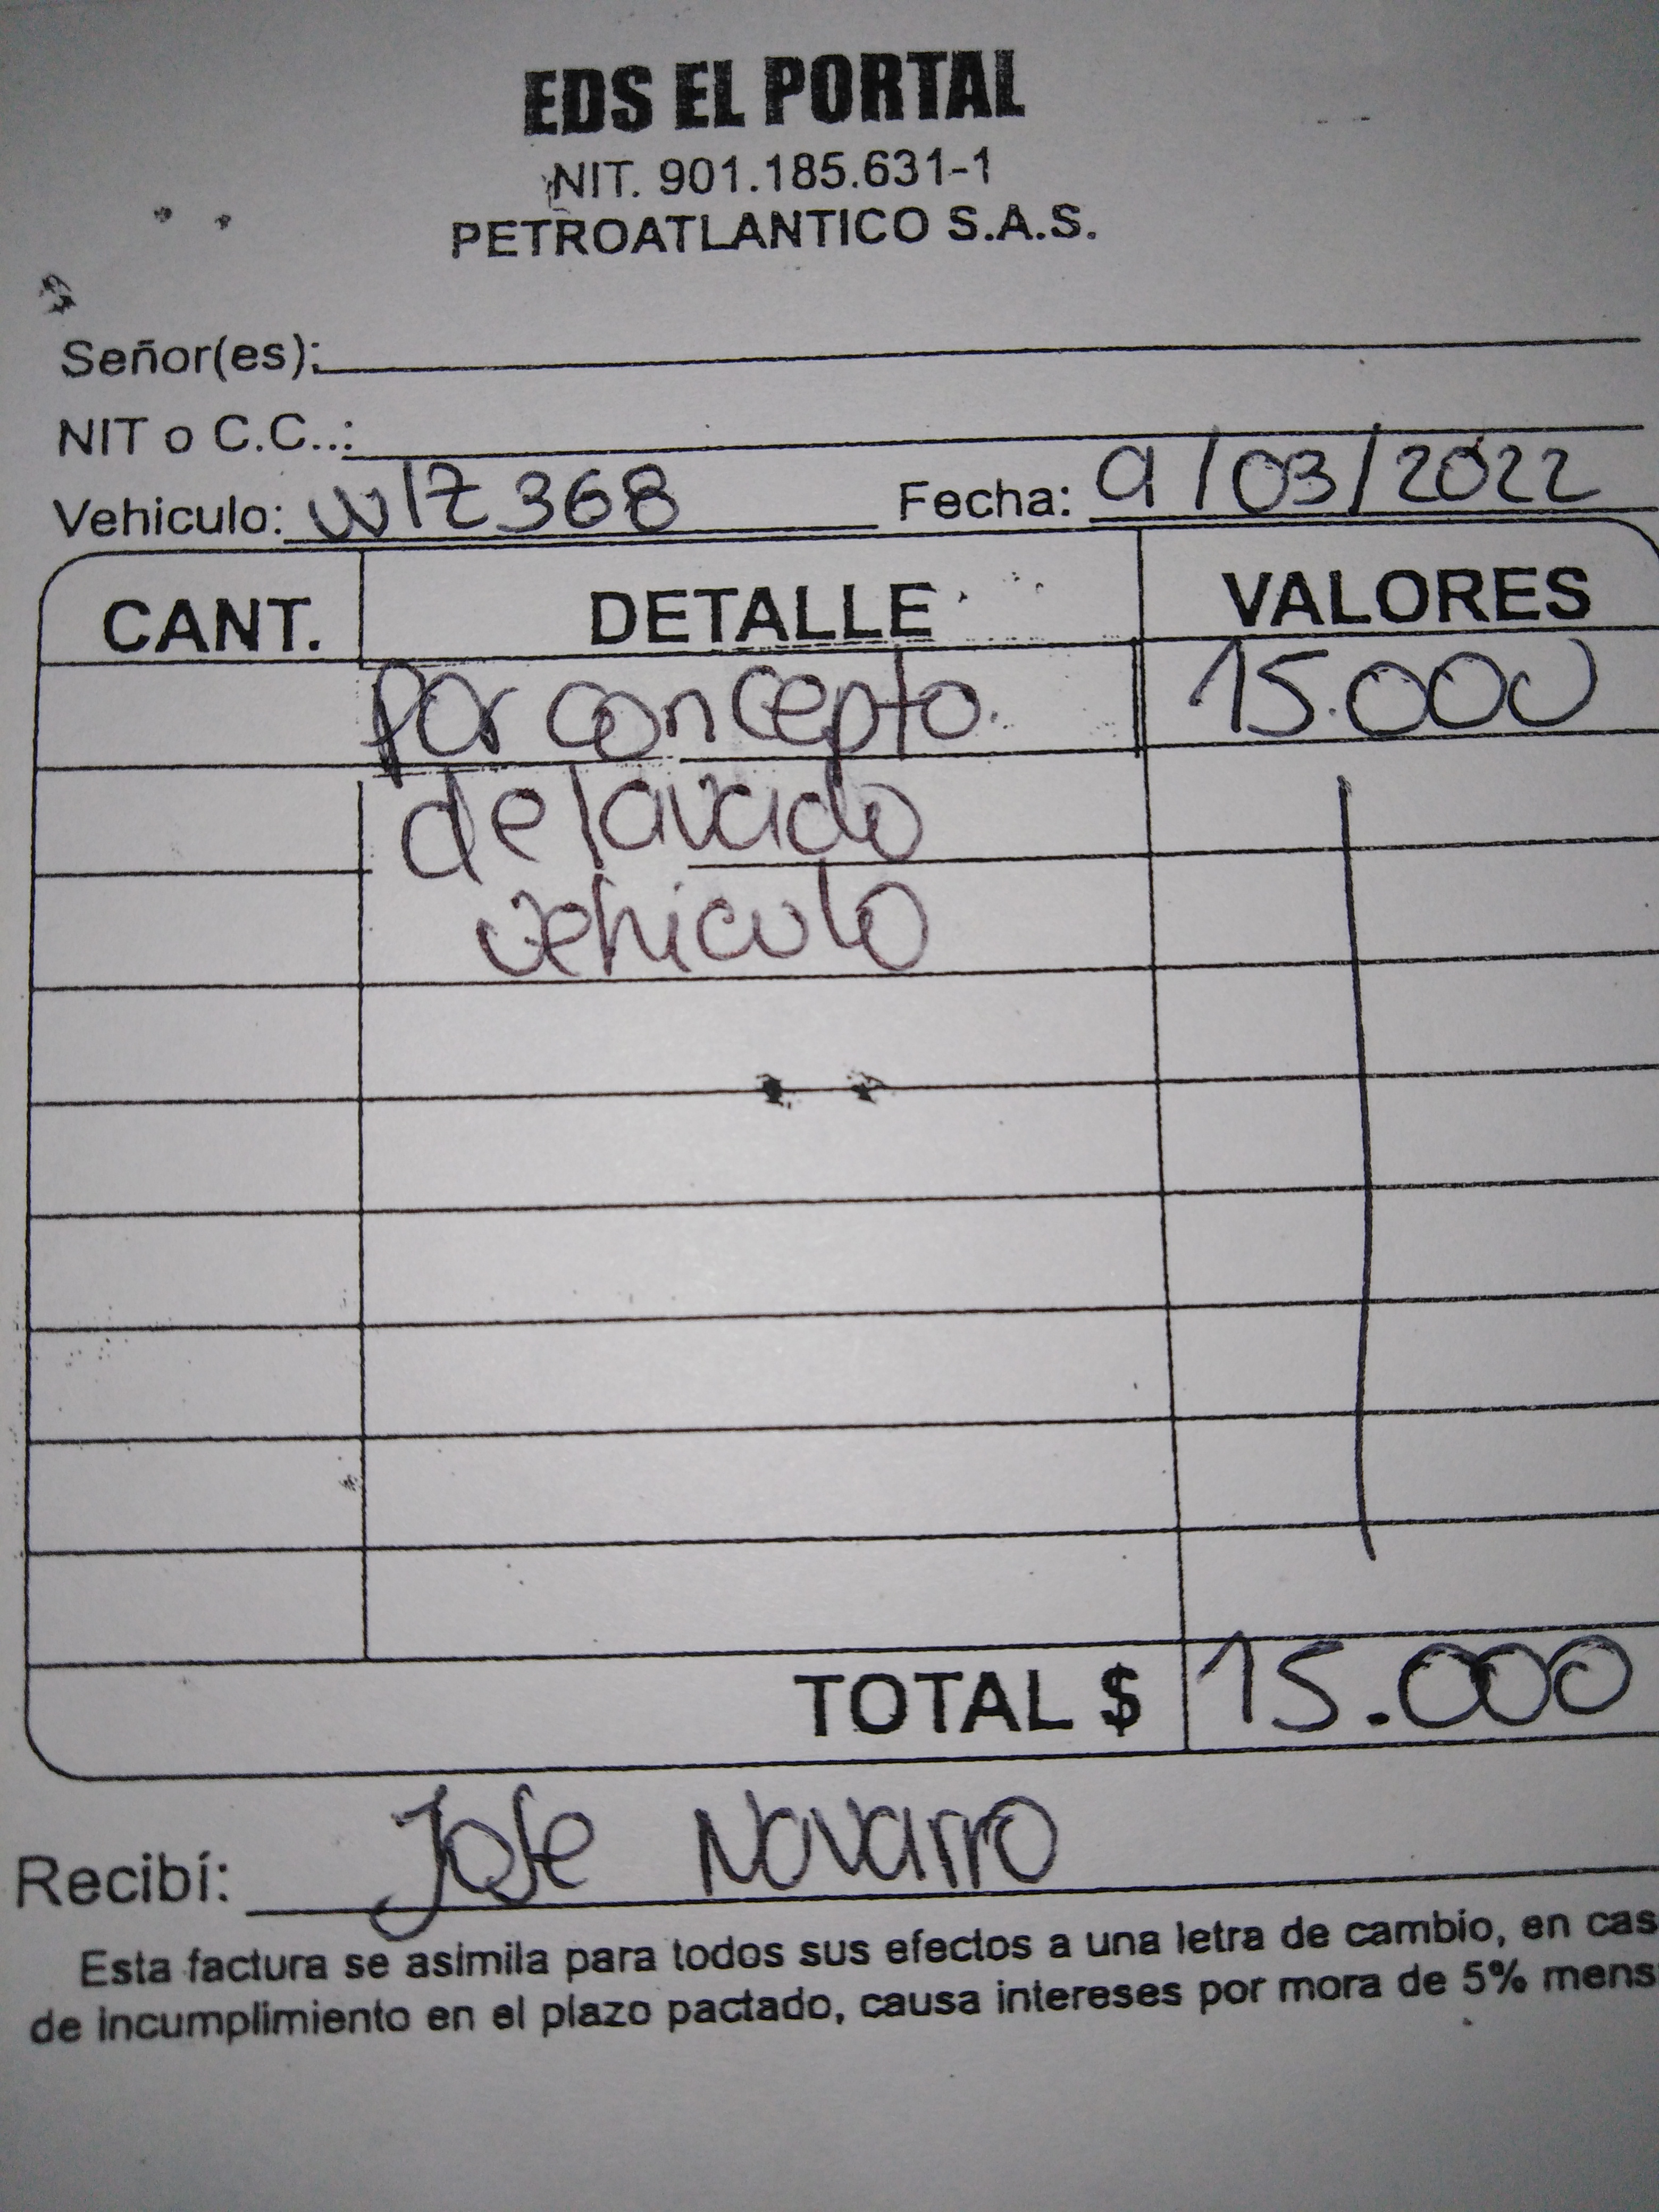 EDS EL PORTAL
NIT. 901.185.631-1
PETROATLANTICO S.A.S.
Señor(es):
NIT o C.C..:
Vehiculo: WLZ 368 Fecha: 9/03/2022
CANT. DETALLE VALORES
por concepto 15.000
de lavado
vehiculo
TOTAL $ 15.000
Recibí: Jose Navarro
Esta factura se asimila para todos sus efectos a una letra de cambio, en cas
de incumplimiento en el plazo pactado, causa intereses por mora de 5% mens